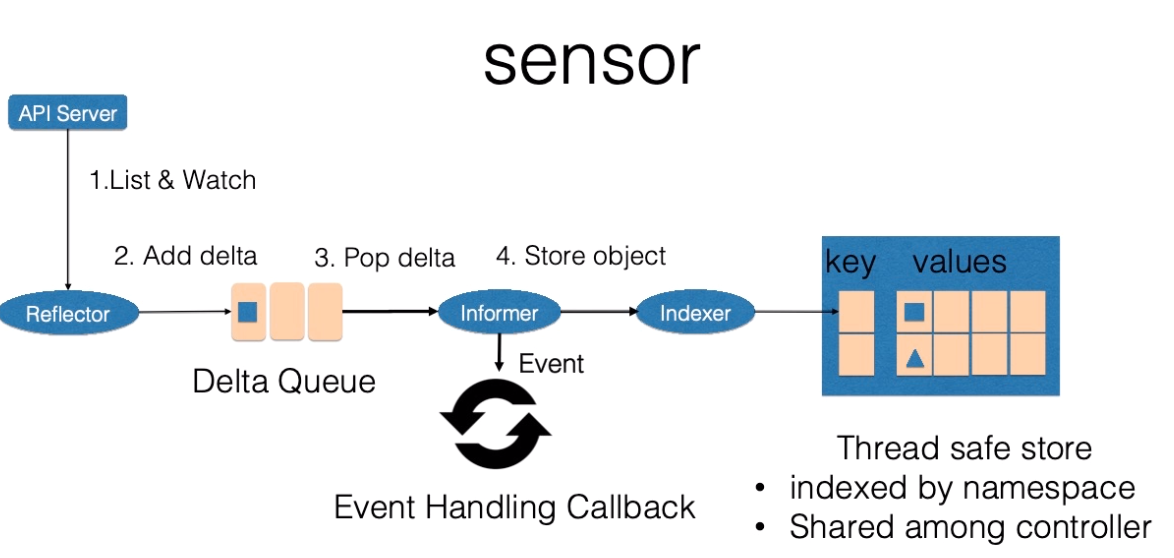 sensor
API Server
1.List & Watch
2. Add delta
3. Pop delta
4. Store object
key values
Reflector
Informer
Indexer
Event
Delta Queue
Event Handling Callback
Thread safe store
• indexed by namespace
• Shared among controller